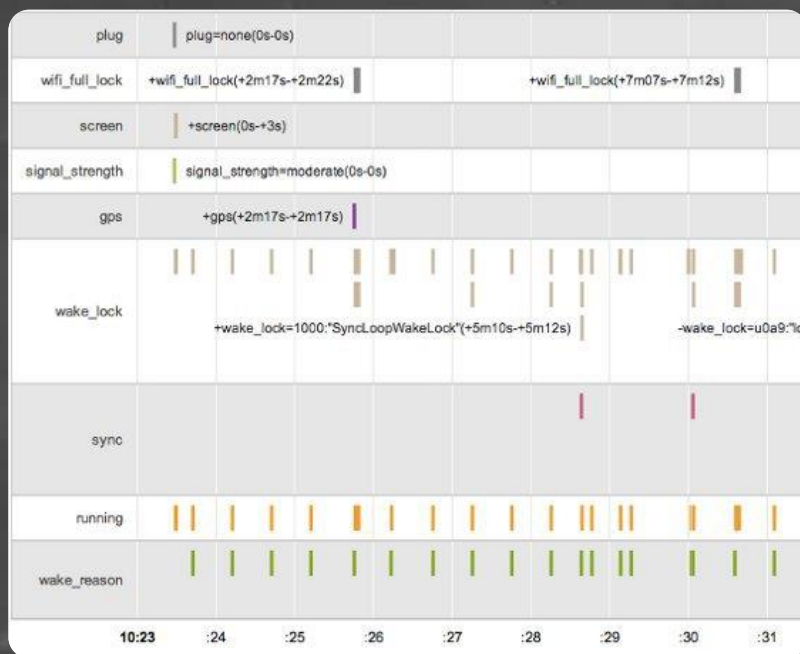 plug plug=none(0s-0s)
wifi_full_lock +wifi_full_lock(+2m17s-+2m22s) +wifi_full_lock(+7m07s-+7m12s)
screen +screen(0s-+3s)
signal_strength signal_strength=moderate(0s-0s)
gps +gps(+2m17s-+2m17s)
wake_lock
+wake_lock=1000:"SyncLoopWakeLock"(+5m10s-+5m12s) -wake_lock=u0a9:"
sync
running
wake_reason
10:23 :24 :25 :26 :27 :28 :29 :30 :31